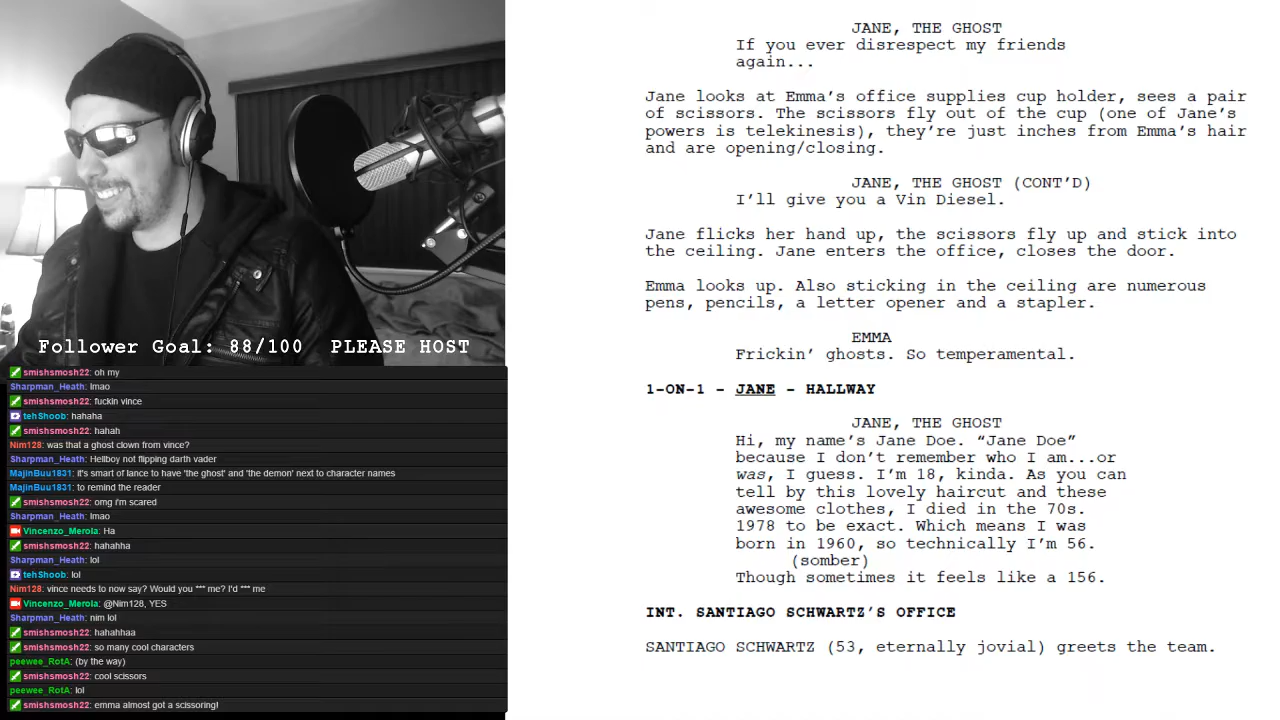 Follower Goal: 88/100 PLEASE HOST
smishsmosh22: oh my
Sharpman_Heath: lmao
smishsmosh22: fuckin vince
tehShoob: hahaha
smishsmosh22: hahah
Nim128: was that a ghost clown from vince?
Sharpman_Heath: Hellboy not flipping darth vader
MajinBuu1831: it's smart of lance to have 'the ghost' and 'the demon' next to character names
MajinBuu1831: to remind the reader
smishsmosh22: omg i'm scared
Sharpman_Heath: lmao
Vincenzo_Merola: Ha
smishsmosh22: hahahha
Sharpman_Heath: lol
tehShoob: lol
Nim128: vince needs to now say? Would you *** me? I'd *** me
Vincenzo_Merola: @Nim128, YES
Sharpman_Heath: nim lol
smishsmosh22: hahahhaa
smishsmosh22: so many cool characters
peewee_RotA: (by the way)
smishsmosh22: cool scissors
peewee_RotA: lol
smishsmosh22: emma almost got a scissoring!
JANE, THE GHOST
If you ever disrespect my friends
again...
Jane looks at Emma’s office supplies cup holder, sees a pair
of scissors. The scissors fly out of the cup (one of Jane’s
powers is telekinesis), they’re just inches from Emma’s hair
and are opening/closing.
JANE, THE GHOST (CONT’D)
I’ll give you a Vin Diesel.
Jane flicks her hand up, the scissors fly up and stick into
the ceiling. Jane enters the office, closes the door.
Emma looks up. Also sticking in the ceiling are numerous
pens, pencils, a letter opener and a stapler.
EMMA
Frickin’ ghosts. So temperamental.
1-ON-1 - JANE - HALLWAY
JANE, THE GHOST
Hi, my name’s Jane Doe. “Jane Doe”
because I don’t remember who I am...or
was, I guess. I’m 18, kinda. As you can
tell by this lovely haircut and these
awesome clothes, I died in the 70s.
1978 to be exact. Which means I was
born in 1960, so technically I’m 56.
(somber)
Though sometimes it feels like a 156.
INT. SANTIAGO SCHWARTZ’S OFFICE
SANTIAGO SCHWARTZ (53, eternally jovial) greets the team.